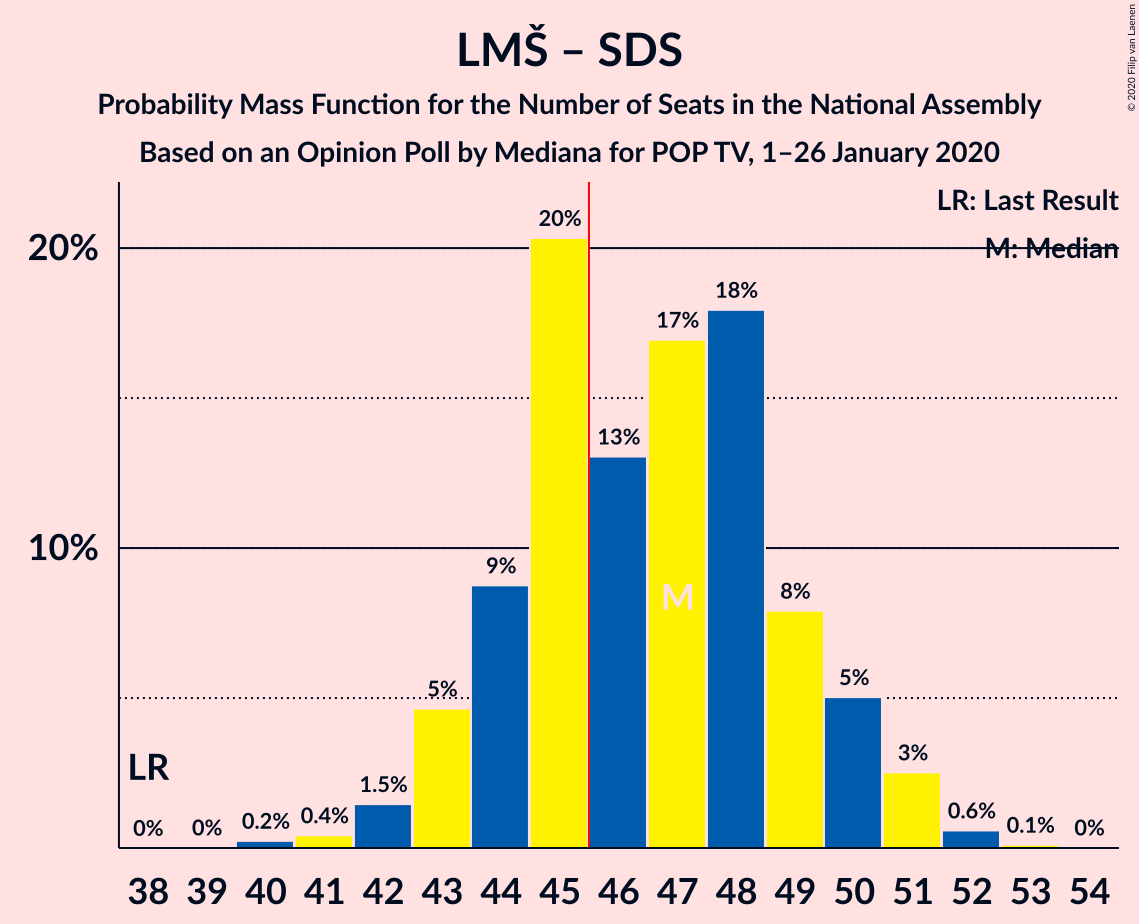 LMŠ – SDS
Probability Mass Function for the Number of Seats in the National Assembly
Based on an Opinion Poll by Mediana for POP TV, 1–26 January 2020
© 2020 Filip van Laenen
LR: Last Result
M: Median
20%
10%
LR
M
0%
0%
0.2%
0.4%
1.5%
5%
9%
20%
13%
17%
18%
8%
5%
3%
0.6%
0.1%
0%
38 39 40 41 42 43 44 45 46 47 48 49 50 51 52 53 54